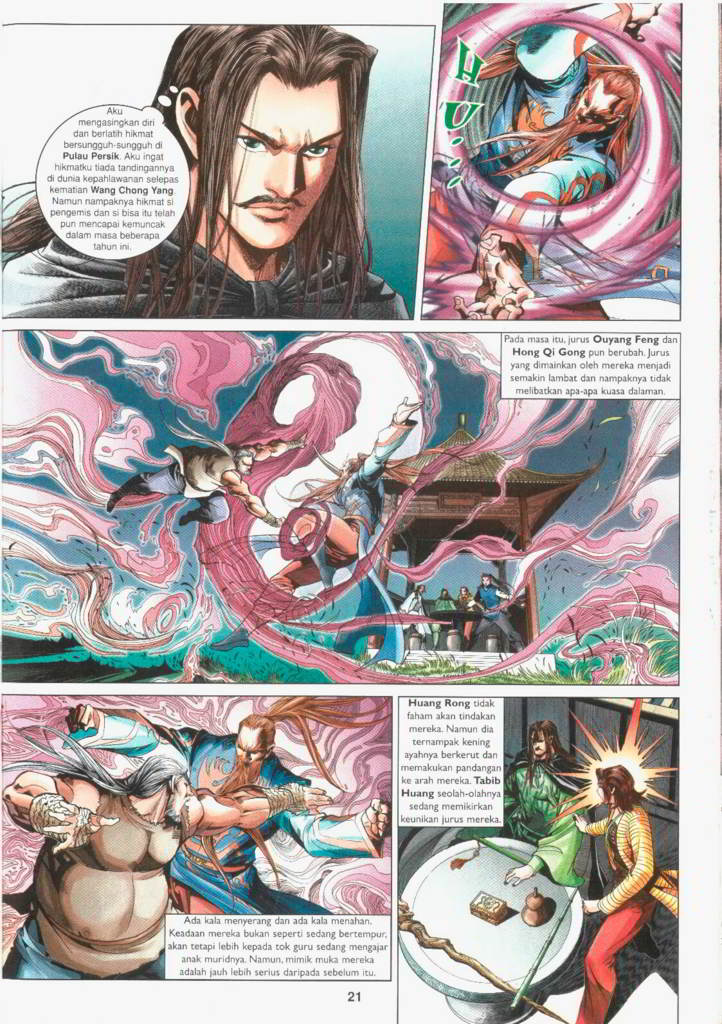 Aku
mengasingkan diri
dan berlatih hikmat
bersungguh-sungguh di
Pulau Persik. Aku ingat
hikmatku tiada tandingannya
di dunia kepahlawanan selepas
kematian Wang Chong Yang.
Namun nampaknya hikmat si
pengemis dan si bisa itu telah
pun mencapai kemuncak
dalam masa beberapa
tahun ini.
HU...
Pada masa itu, jurus Ouyang Feng dan
Hong Qi Gong pun berubah. Jurus
yang dimainkan oleh mereka menjadi
semakin lambat dan nampaknya tidak
melibatkan apa-apa kuasa dalaman.
Ada kala menyerang dan ada kala menahan.
Keadaan mereka bukan seperti sedang bertempur,
akan tetapi lebih kepada tok guru sedang mengajar
anak muridnya. Namun, mimik muka mereka
adalah jauh lebih serius daripada sebelum itu.
Huang Rong tidak
faham akan tindakan
mereka. Namun dia
ternampak kening
ayahnya berkerut dan
memakukan pandangan
ke arah mereka. Tabib
Huang seolah-olahnya
sedang memikirkan
keunikan jurus mereka.
21